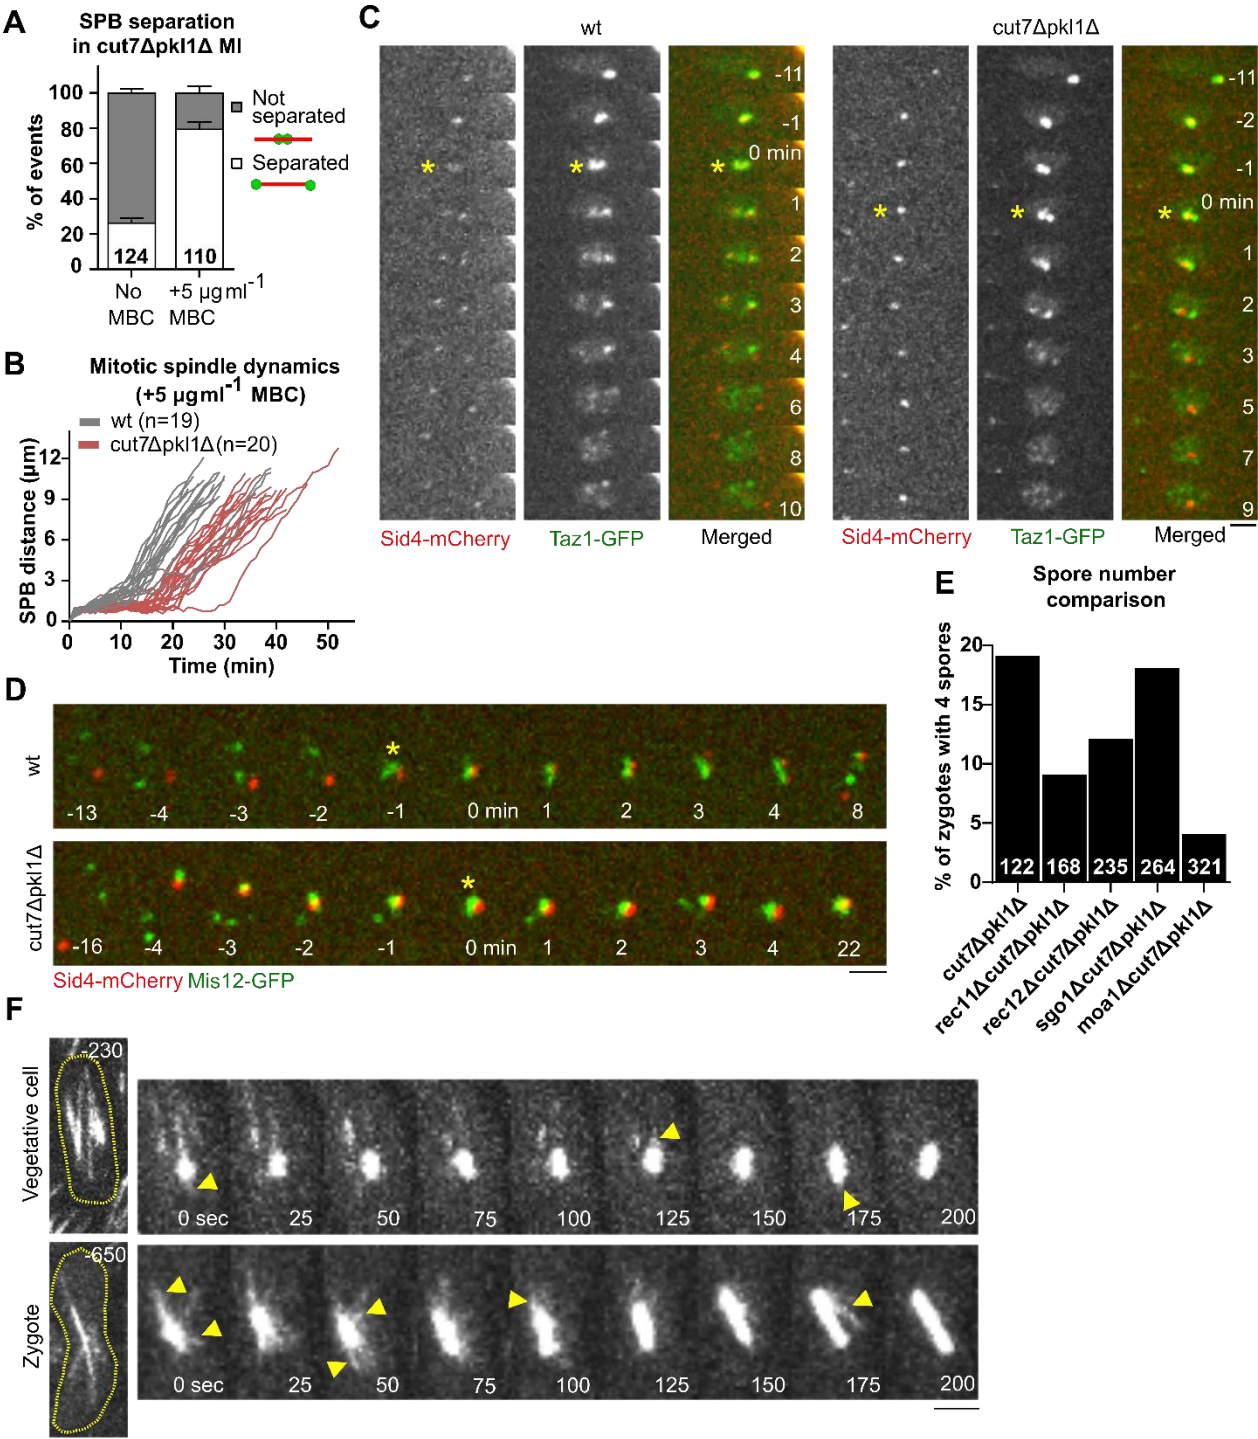 A
SPB separation
in cut7Δpkl1Δ MI
% of events
100
80
60
40
20
0
124
110
No
MBC
+5 µgml-1
MBC
Not
separated
Separated
B
Mitotic spindle dynamics
(+5 µgml-1 MBC)
wt (n=19)
cut7Δpkl1Δ(n=20)
SPB distance (µm)
12
9
6
3
0
0
10
20
30
40
50
Time (min)
C
wt
-11
-1
0 min
*
*
*
1
2
3
4
6
8
10
Sid4-mCherry
Taz1-GFP
Merged
cut7Δpkl1Δ
-11
-2
-1
0 min
*
*
*
1
2
3
5
7
9
Sid4-mCherry
Taz1-GFP
Merged
D
wt
*
-13
-4
-3
-2
-1
0 min
1
2
3
4
8
cut7Δpkl1Δ
*
-16
-4
-3
-2
-1
0 min
1
2
3
4
22
Sid4-mCherry Mis12-GFP
E
Spore number
comparison
% of zygotes with 4 spores
20
15
10
5
0
122
168
235
264
321
cut7Δpkl1Δ
rec11Δcut7Δpkl1Δ
rec12Δcut7Δpkl1Δ
sgo1Δcut7Δpkl1Δ
moa1Δcut7Δpkl1Δ
F
Vegetative cell
-230
0 sec
25
50
75
100
125
150
175
200
Zygote
-650
0 sec
25
50
75
100
125
150
175
200